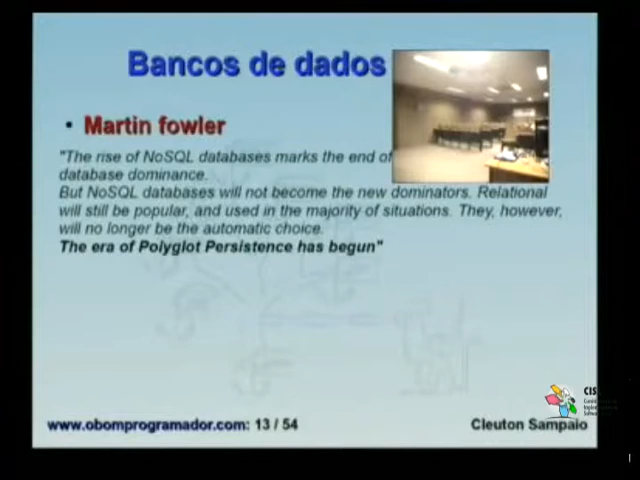 Bancos de dados
• Martin fowler
"The rise of NoSQL databases marks the end of
database dominance.
But NoSQL databases will not become the new dominators. Relational
will still be popular, and used in the majority of situations. They, however,
will no longer be the automatic choice.
The era of Polyglot Persistence has begun"
CIS
www.obomprogramador.com: 13 / 54
Cleuton Sampaio